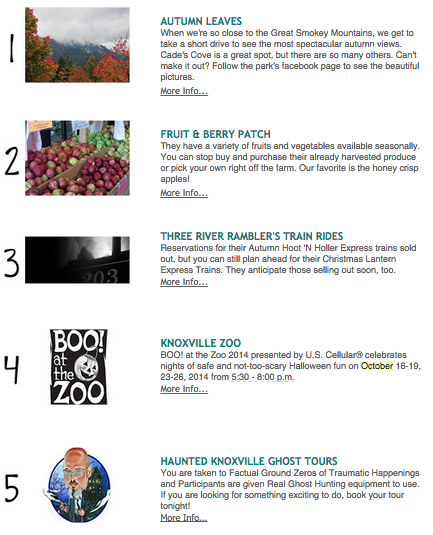 1
AUTUMN LEAVES
When we're so close to the Great Smokey Mountains, we get to
take a short drive to see the most spectacular autumn views.
Cade's Cove is a great spot, but there are so many others. Can't
make it out? Follow the park's facebook page to see the beautiful
pictures.
More Info...
2
FRUIT & BERRY PATCH
They have a variety of fruits and vegetables available seasonally.
You can stop buy and purchase their already harvested produce
or pick your own right off the farm. Our favorite is the honey crisp
apples!
More Info...
3
203
THREE RIVER RAMBLER'S TRAIN RIDES
Reservations for their Autumn Hoot 'N Holler Express trains sold
out, but you can still plan ahead for their Christmas Lantern
Express Trains. They anticipate those selling out soon, too.
More Info...
4
BOO!
at
the
ZOO
KNOXVILLE ZOO
BOO! at the Zoo 2014 presented by U.S. Cellular® celebrates
nights of safe and not-too-scary Halloween fun on October 16-19,
23-26, 2014 from 5:30 - 8:00 p.m.
More Info...
5
HAUNTED KNOXVILLE GHOST TOURS
You are taken to Factual Ground Zeros of Traumatic Happenings
and Participants are given Real Ghost Hunting equipment to use.
If you are looking for something exciting to do, book your tour
tonight!
More Info...